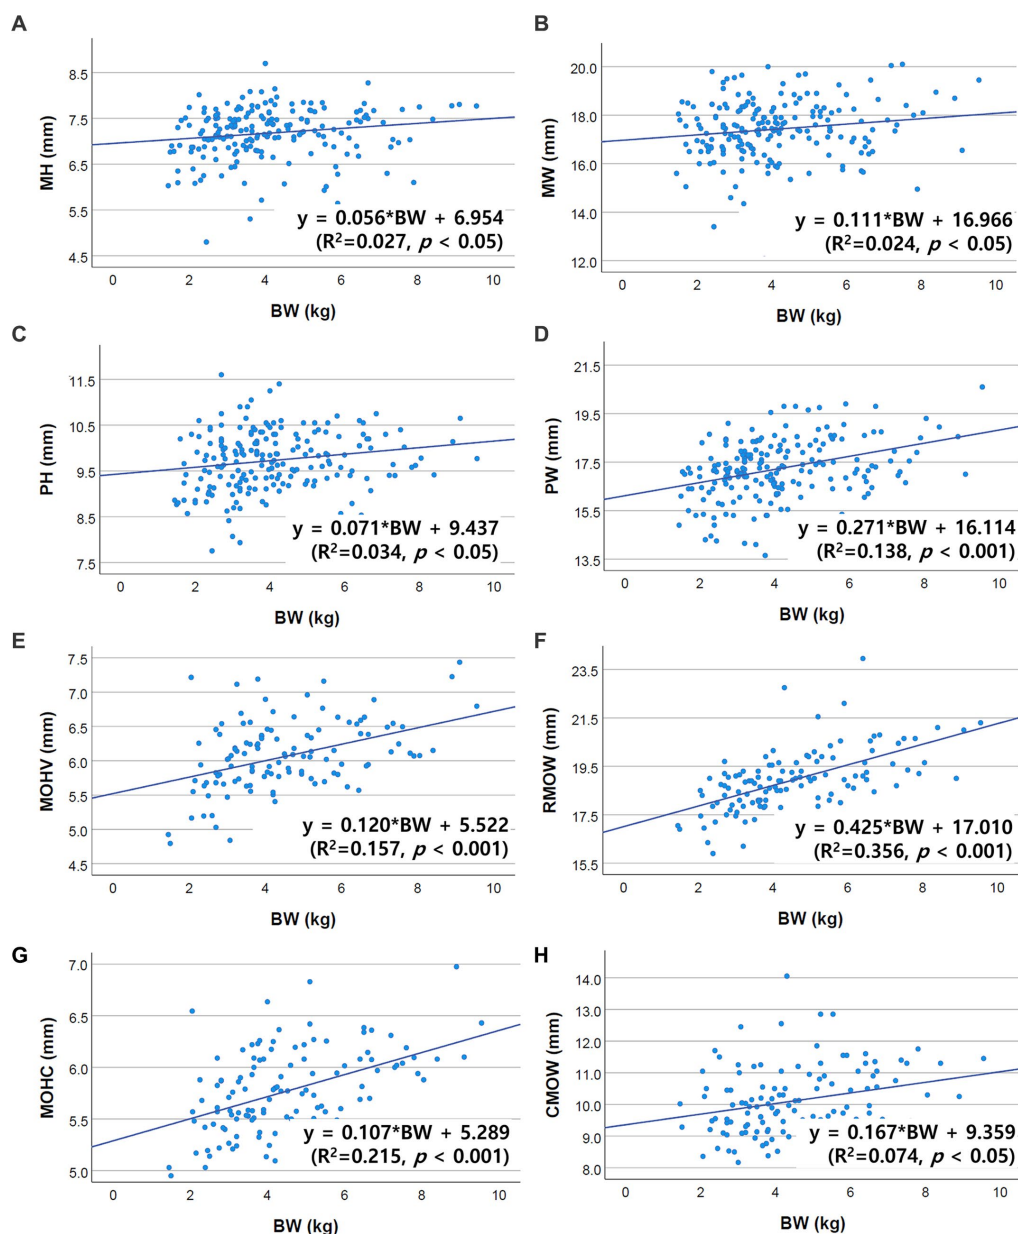 A
8.5
7.5
6.5
5.5
4.5
MH (mm)
y = 0.056*BW + 6.954
(R²=0.027, p < 0.05)
0 2 4 6 8 10
BW (kg)
B
20.0
18.0
16.0
14.0
12.0
MW (mm)
y = 0.111*BW + 16.966
(R²=0.024, p < 0.05)
0 2 4 6 8 10
BW (kg)
C
11.5
10.5
9.5
8.5
7.5
PH (mm)
y = 0.071*BW + 9.437
(R²=0.034, p < 0.05)
0 2 4 6 8 10
BW (kg)
D
21.5
19.5
17.5
15.5
13.5
PW (mm)
y = 0.271*BW + 16.114
(R²=0.138, p < 0.001)
0 2 4 6 8 10
BW (kg)
E
7.5
7.0
6.5
6.0
5.5
5.0
4.5
MOHV (mm)
y = 0.120*BW + 5.522
(R²=0.157, p < 0.001)
0 2 4 6 8 10
BW (kg)
F
23.5
21.5
19.5
17.5
15.5
RMOW (mm)
y = 0.425*BW + 17.010
(R²=0.356, p < 0.001)
0 2 4 6 8 10
BW (kg)
G
7.0
6.5
6.0
5.5
5.0
MOHC (mm)
y = 0.107*BW + 5.289
(R²=0.215, p < 0.001)
0 2 4 6 8 10
BW (kg)
H
14.0
13.0
12.0
11.0
10.0
9.0
8.0
CMOW (mm)
y = 0.167*BW + 9.359
(R²=0.074, p < 0.05)
0 2 4 6 8 10
BW (kg)